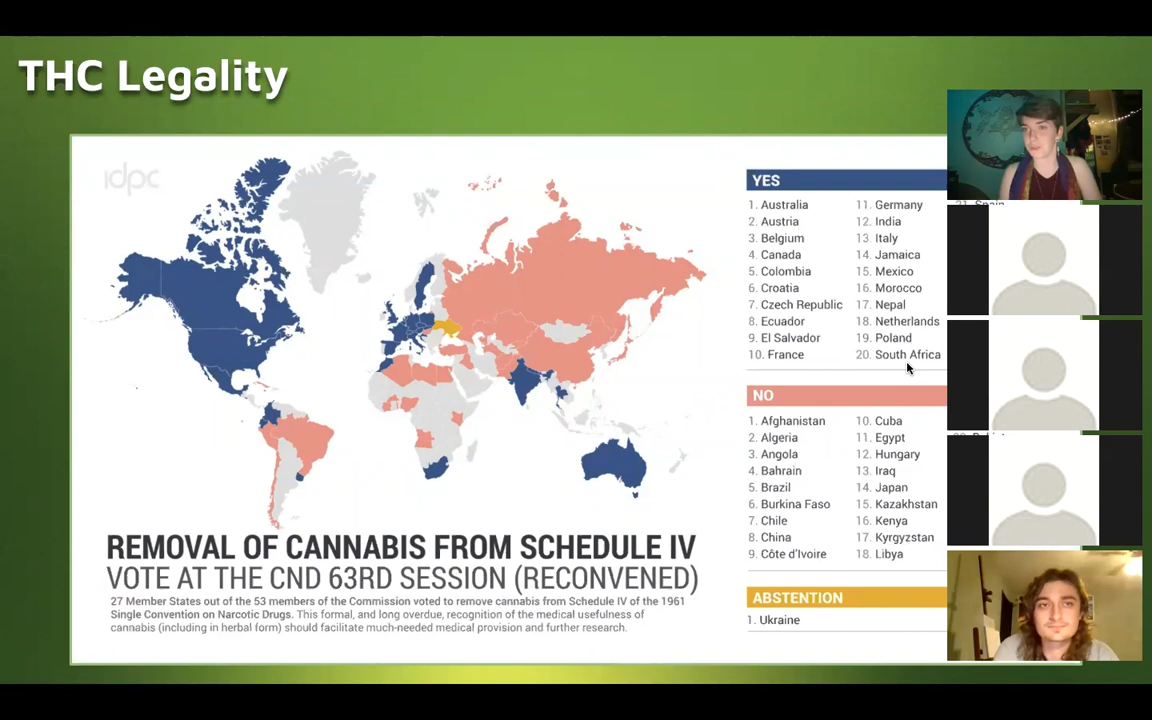 THC Legality
idpc
YES
1. Australia
2. Austria
3. Belgium
4. Canada
5. Colombia
6. Croatia
7. Czech Republic
8. Ecuador
9. El Salvador
10. France
11. Germany
12. India
13 Italy
14. Jamaica
15. Mexico
16. Morocco
17. Nepal
18. Netherlands
19. Poland
20. South Africa
NO
1. Afghanistan
2. Algeria
3. Angola
4. Bahrain
5. Brazil
6. Burkina Faso
7. Chile
8. China
9. Côte d'Ivoire
10. Cuba
11. Egypt
12. Hungary
13. Iraq
14. Japan
15. Kazakhstan
16. Kenya
17. Kyrgyzstan
18. Libya
ABSTENTION
1. Ukraine
REMOVAL OF CANNABIS FROM SCHEDULE IV
VOTE AT THE CND 63RD SESSION (RECONVENED)
27 Member States out of the 53 members of the Commission voted to remove cannabis from Schedule IV of the 1961
Single Convention on Narcotic Drugs. This formal, and long overdue, recognition of the medical usefulness of
cannabis (including in herbal form) should facilitate much-needed medical provision and further research.